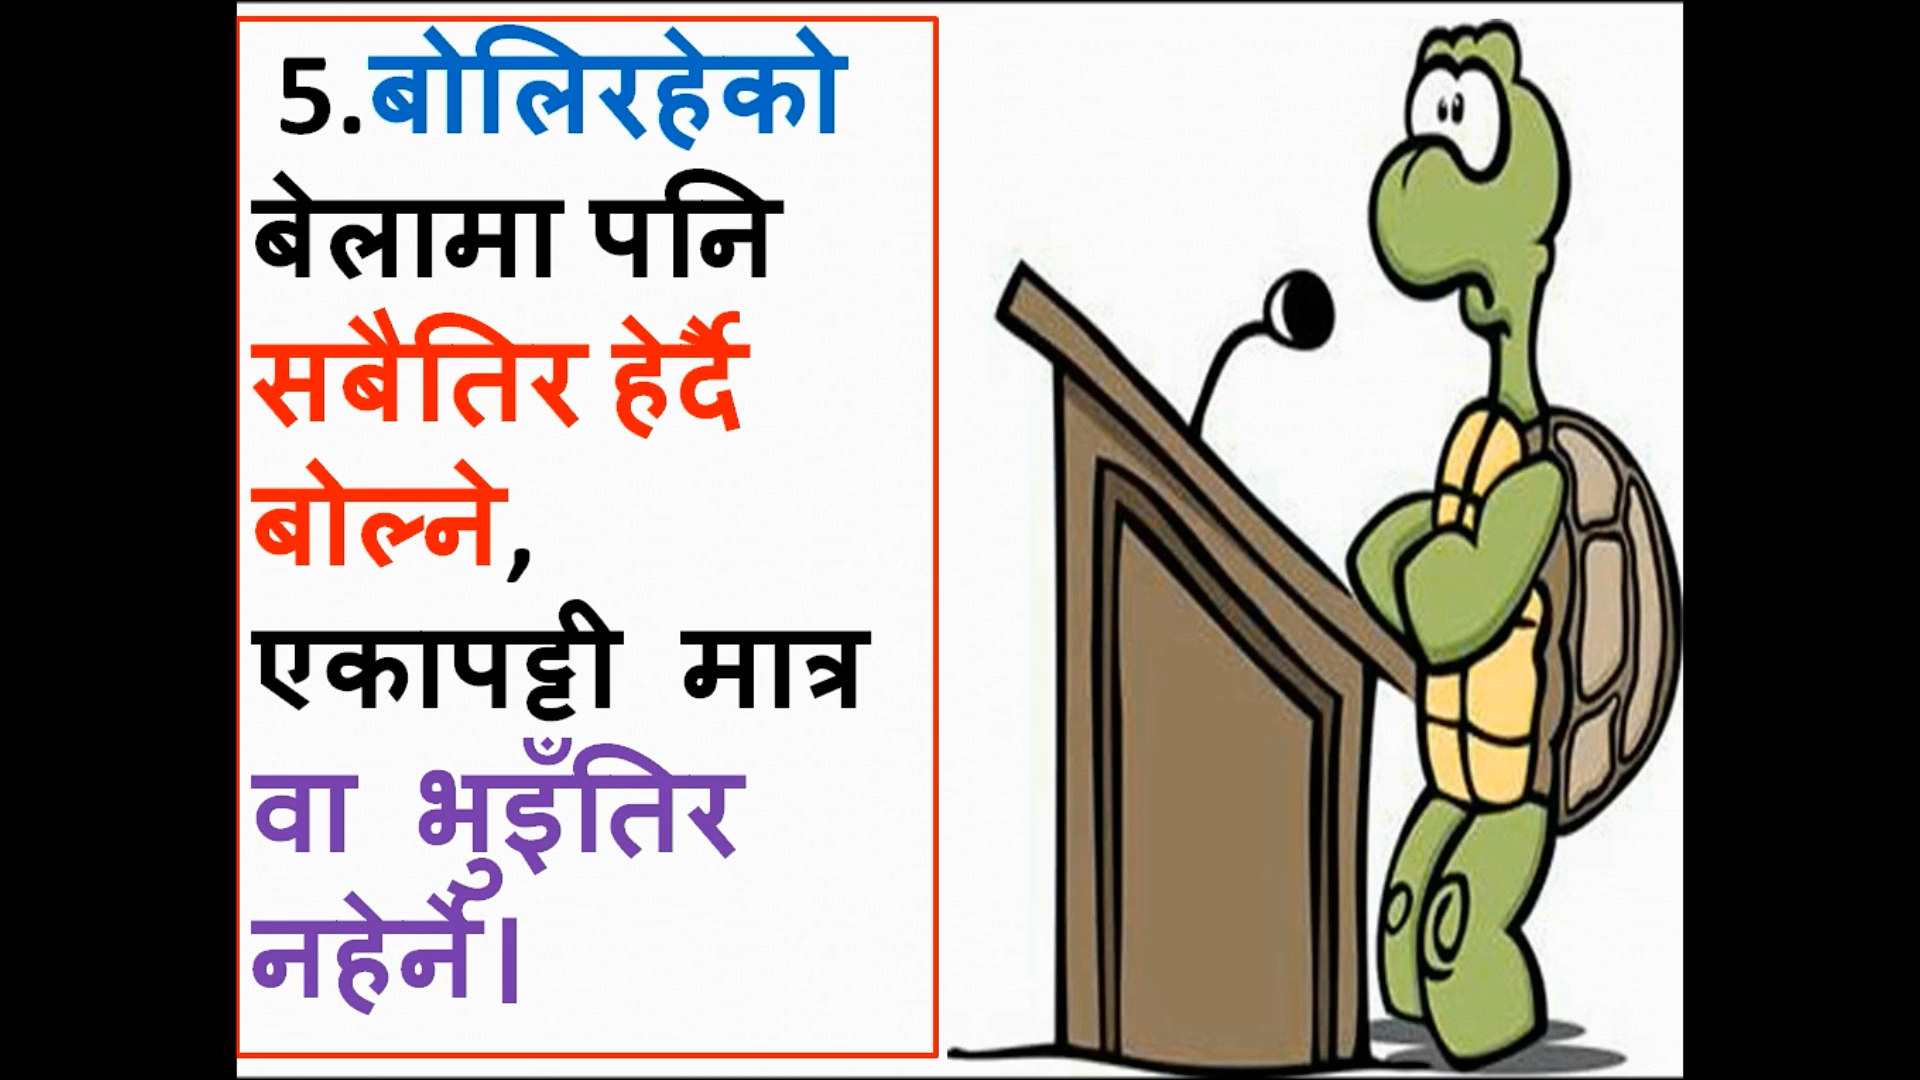 5.बोलिरहेको
बेलामा पनि
सबैतिर हेर्दै
बोल्ने,
एकापट्टी मात्र
वा भुइँतिर
नहेर्ने।